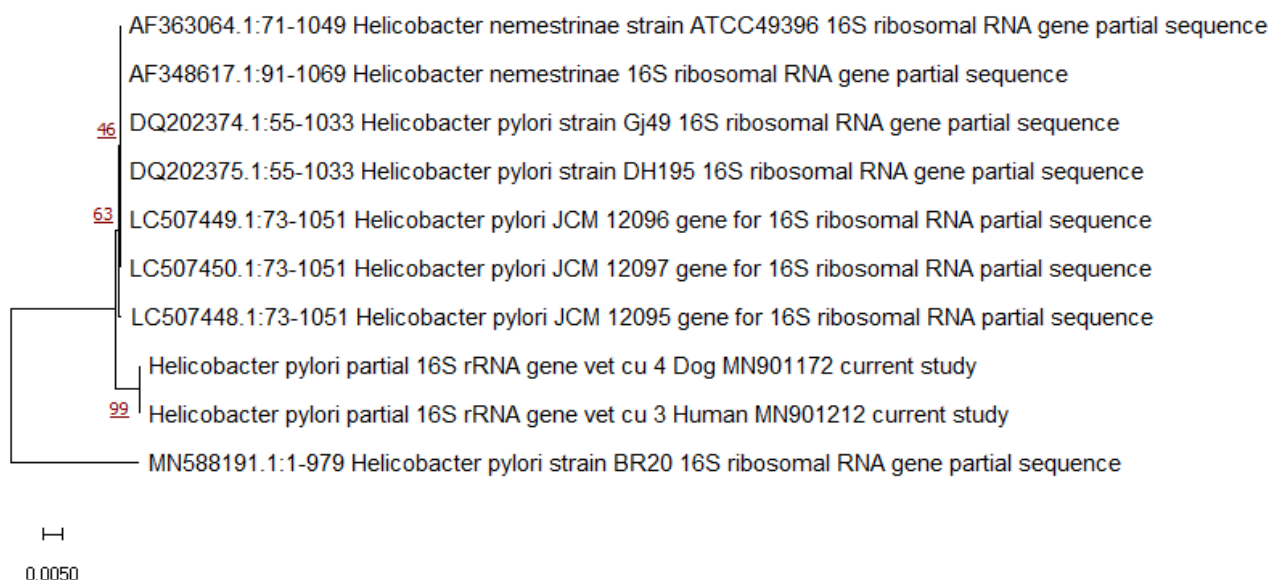 AF363064.1:71-1049 Helicobacter nemestrinae strain ATCC49396 16S ribosomal RNA gene partial sequence
AF348617.1:91-1069 Helicobacter nemestrinae 16S ribosomal RNA gene partial sequence
46
DQ202374.1:55-1033 Helicobacter pylori strain Gj49 16S ribosomal RNA gene partial sequence
DQ202375.1:55-1033 Helicobacter pylori strain DH195 16S ribosomal RNA gene partial sequence
63
LC507449.1:73-1051 Helicobacter pylori JCM 12096 gene for 16S ribosomal RNA partial sequence
LC507450.1:73-1051 Helicobacter pylori JCM 12097 gene for 16S ribosomal RNA partial sequence
LC507448.1:73-1051 Helicobacter pylori JCM 12095 gene for 16S ribosomal RNA partial sequence
Helicobacter pylori partial 16S rRNA gene vet cu 4 Dog MN901172 current study
99
Helicobacter pylori partial 16S rRNA gene vet cu 3 Human MN901212 current study
MN588191.1:1-979 Helicobacter pylori strain BR20 16S ribosomal RNA gene partial sequence
0.0050